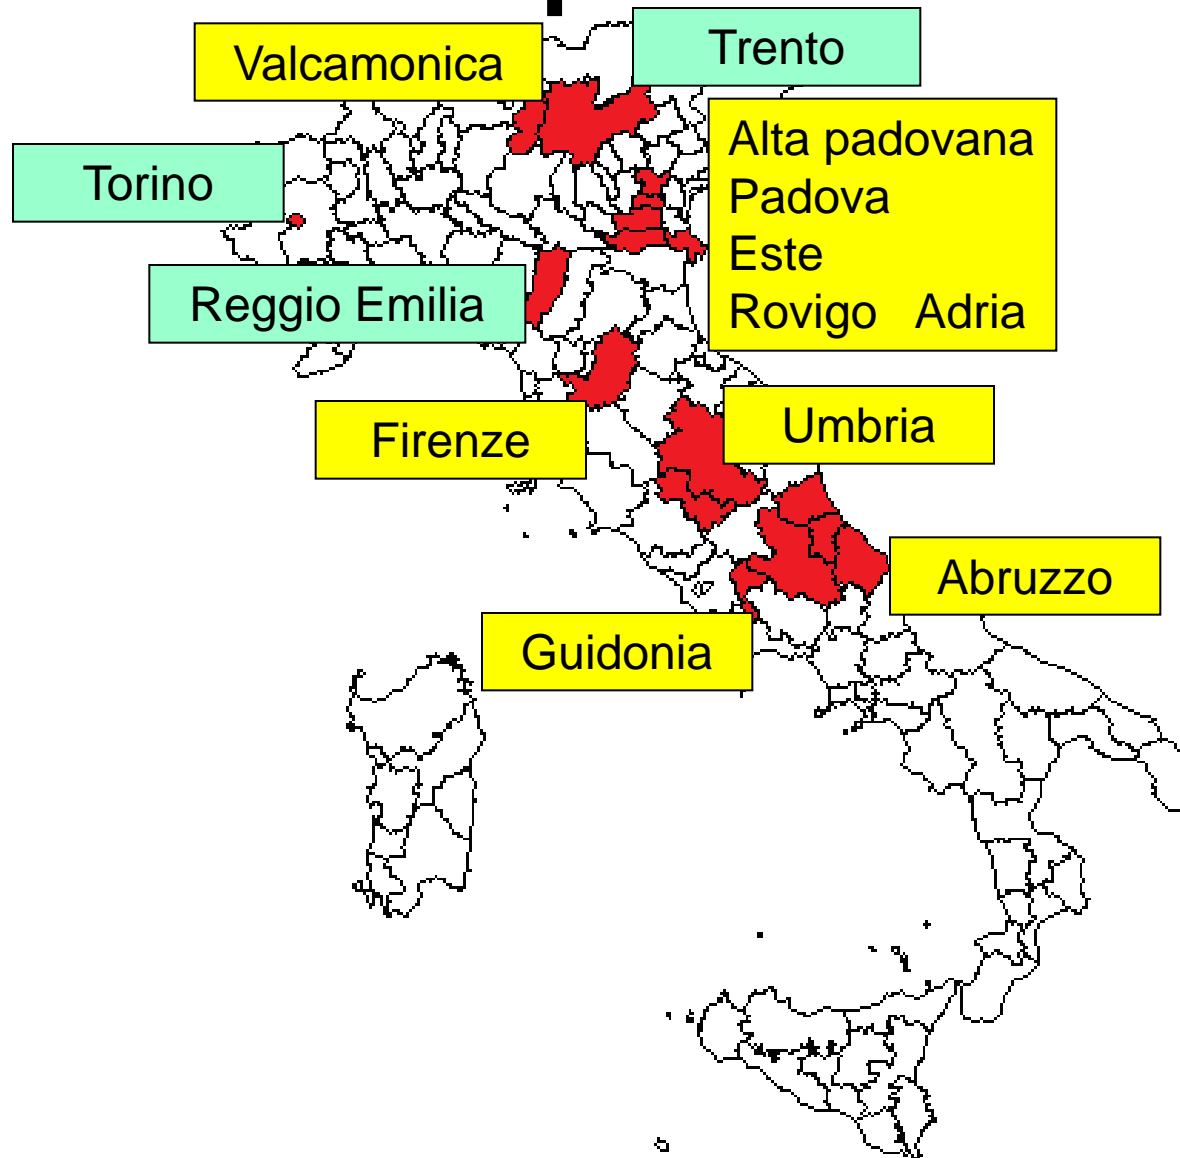 Valcamonica
Trento
Alta padovana
Padova
Este
Rovigo Adria
Torino
Reggio Emilia
Firenze
Umbria
Abruzzo
Guidonia